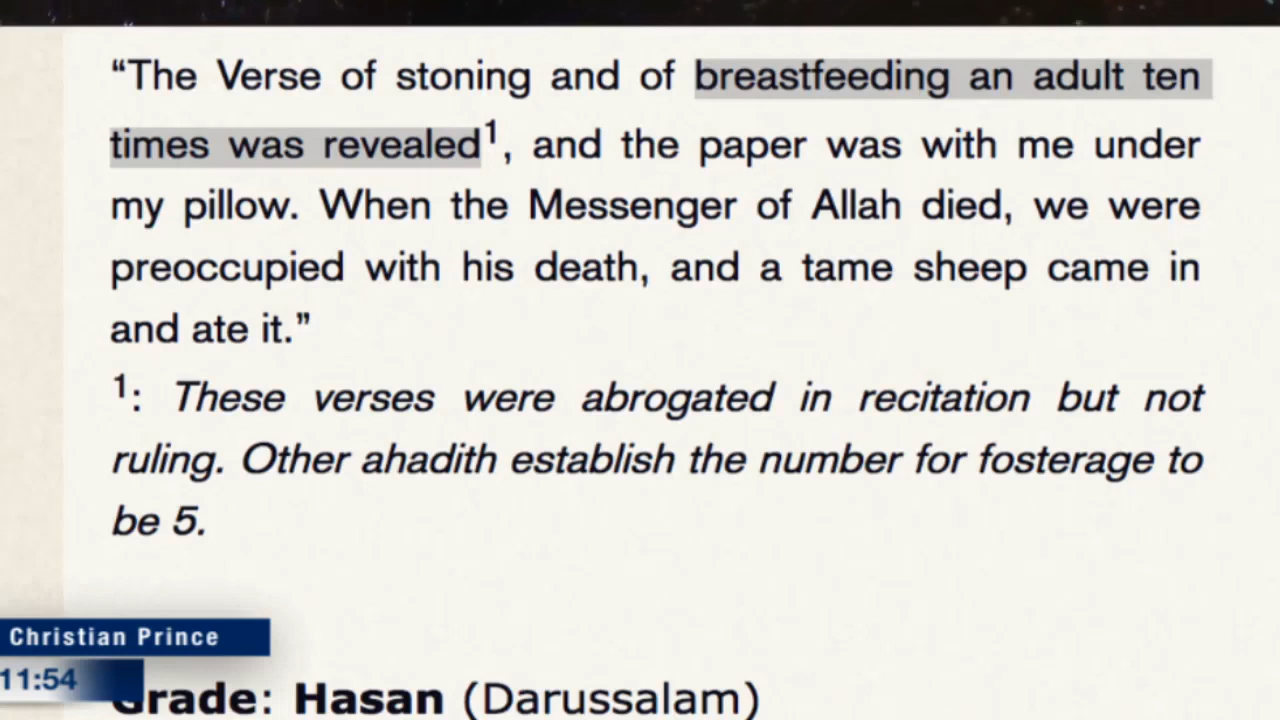 “The Verse of stoning and of breastfeeding an adult ten
times was revealed¹, and the paper was with me under
my pillow. When the Messenger of Allah died, we were
preoccupied with his death, and a tame sheep came in
and ate it.”
¹: These verses were abrogated in recitation but not
ruling. Other ahadith establish the number for fosterage to
be 5.
Christian Prince
11:54
Grade: Hasan (Darussalam)